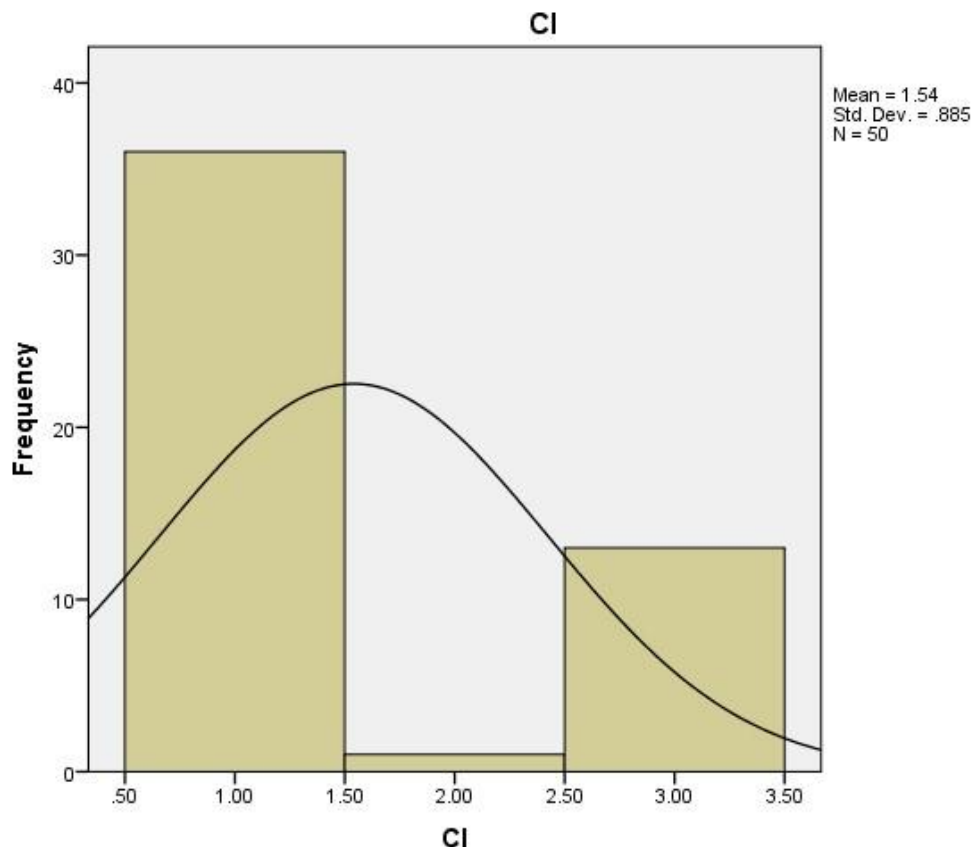 CI
Mean = 1.54
Std. Dev. = .885
N = 50
40
30
20
10
0
Frequency
.50 1.00 1.50 2.00 2.50 3.00 3.50
CI